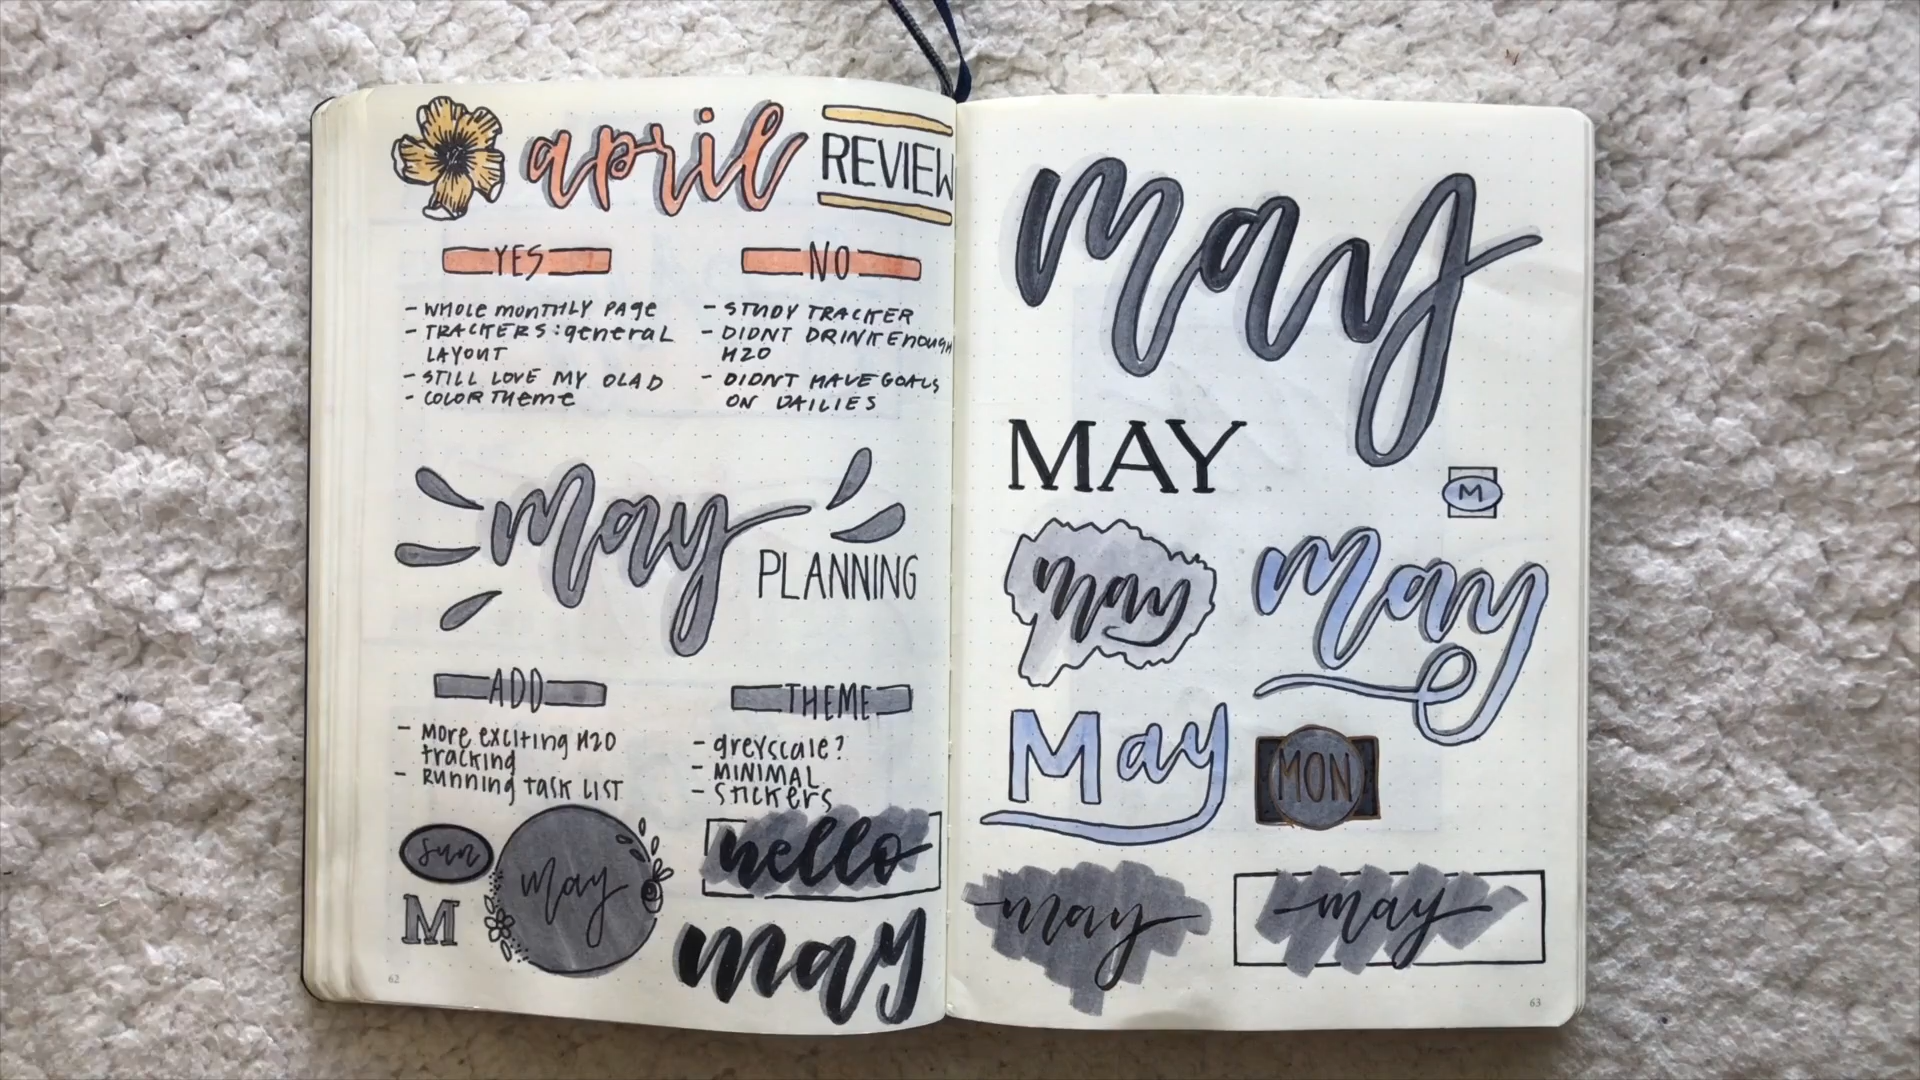 april REVIEW
YES
- WHOLE monTHLY PAge
- TRACKERS: general
LAYOUT
- STILL LOVE MY OLAD
- COLOR THeme
NO
- STUDY TRACKER
- DIDNT DRINK Enough
H2O
- DIDNT HAVE GOALS
ON DAILIES
may PLANNING
ADD
- More exciting H2O
tracking
- Running TASK LIST
THEME
- greyscale?
- MINIMAL
- STICKers
sun
M
may
hello
may
62
may
MAY
M
may
may
May
MON
may
may
63